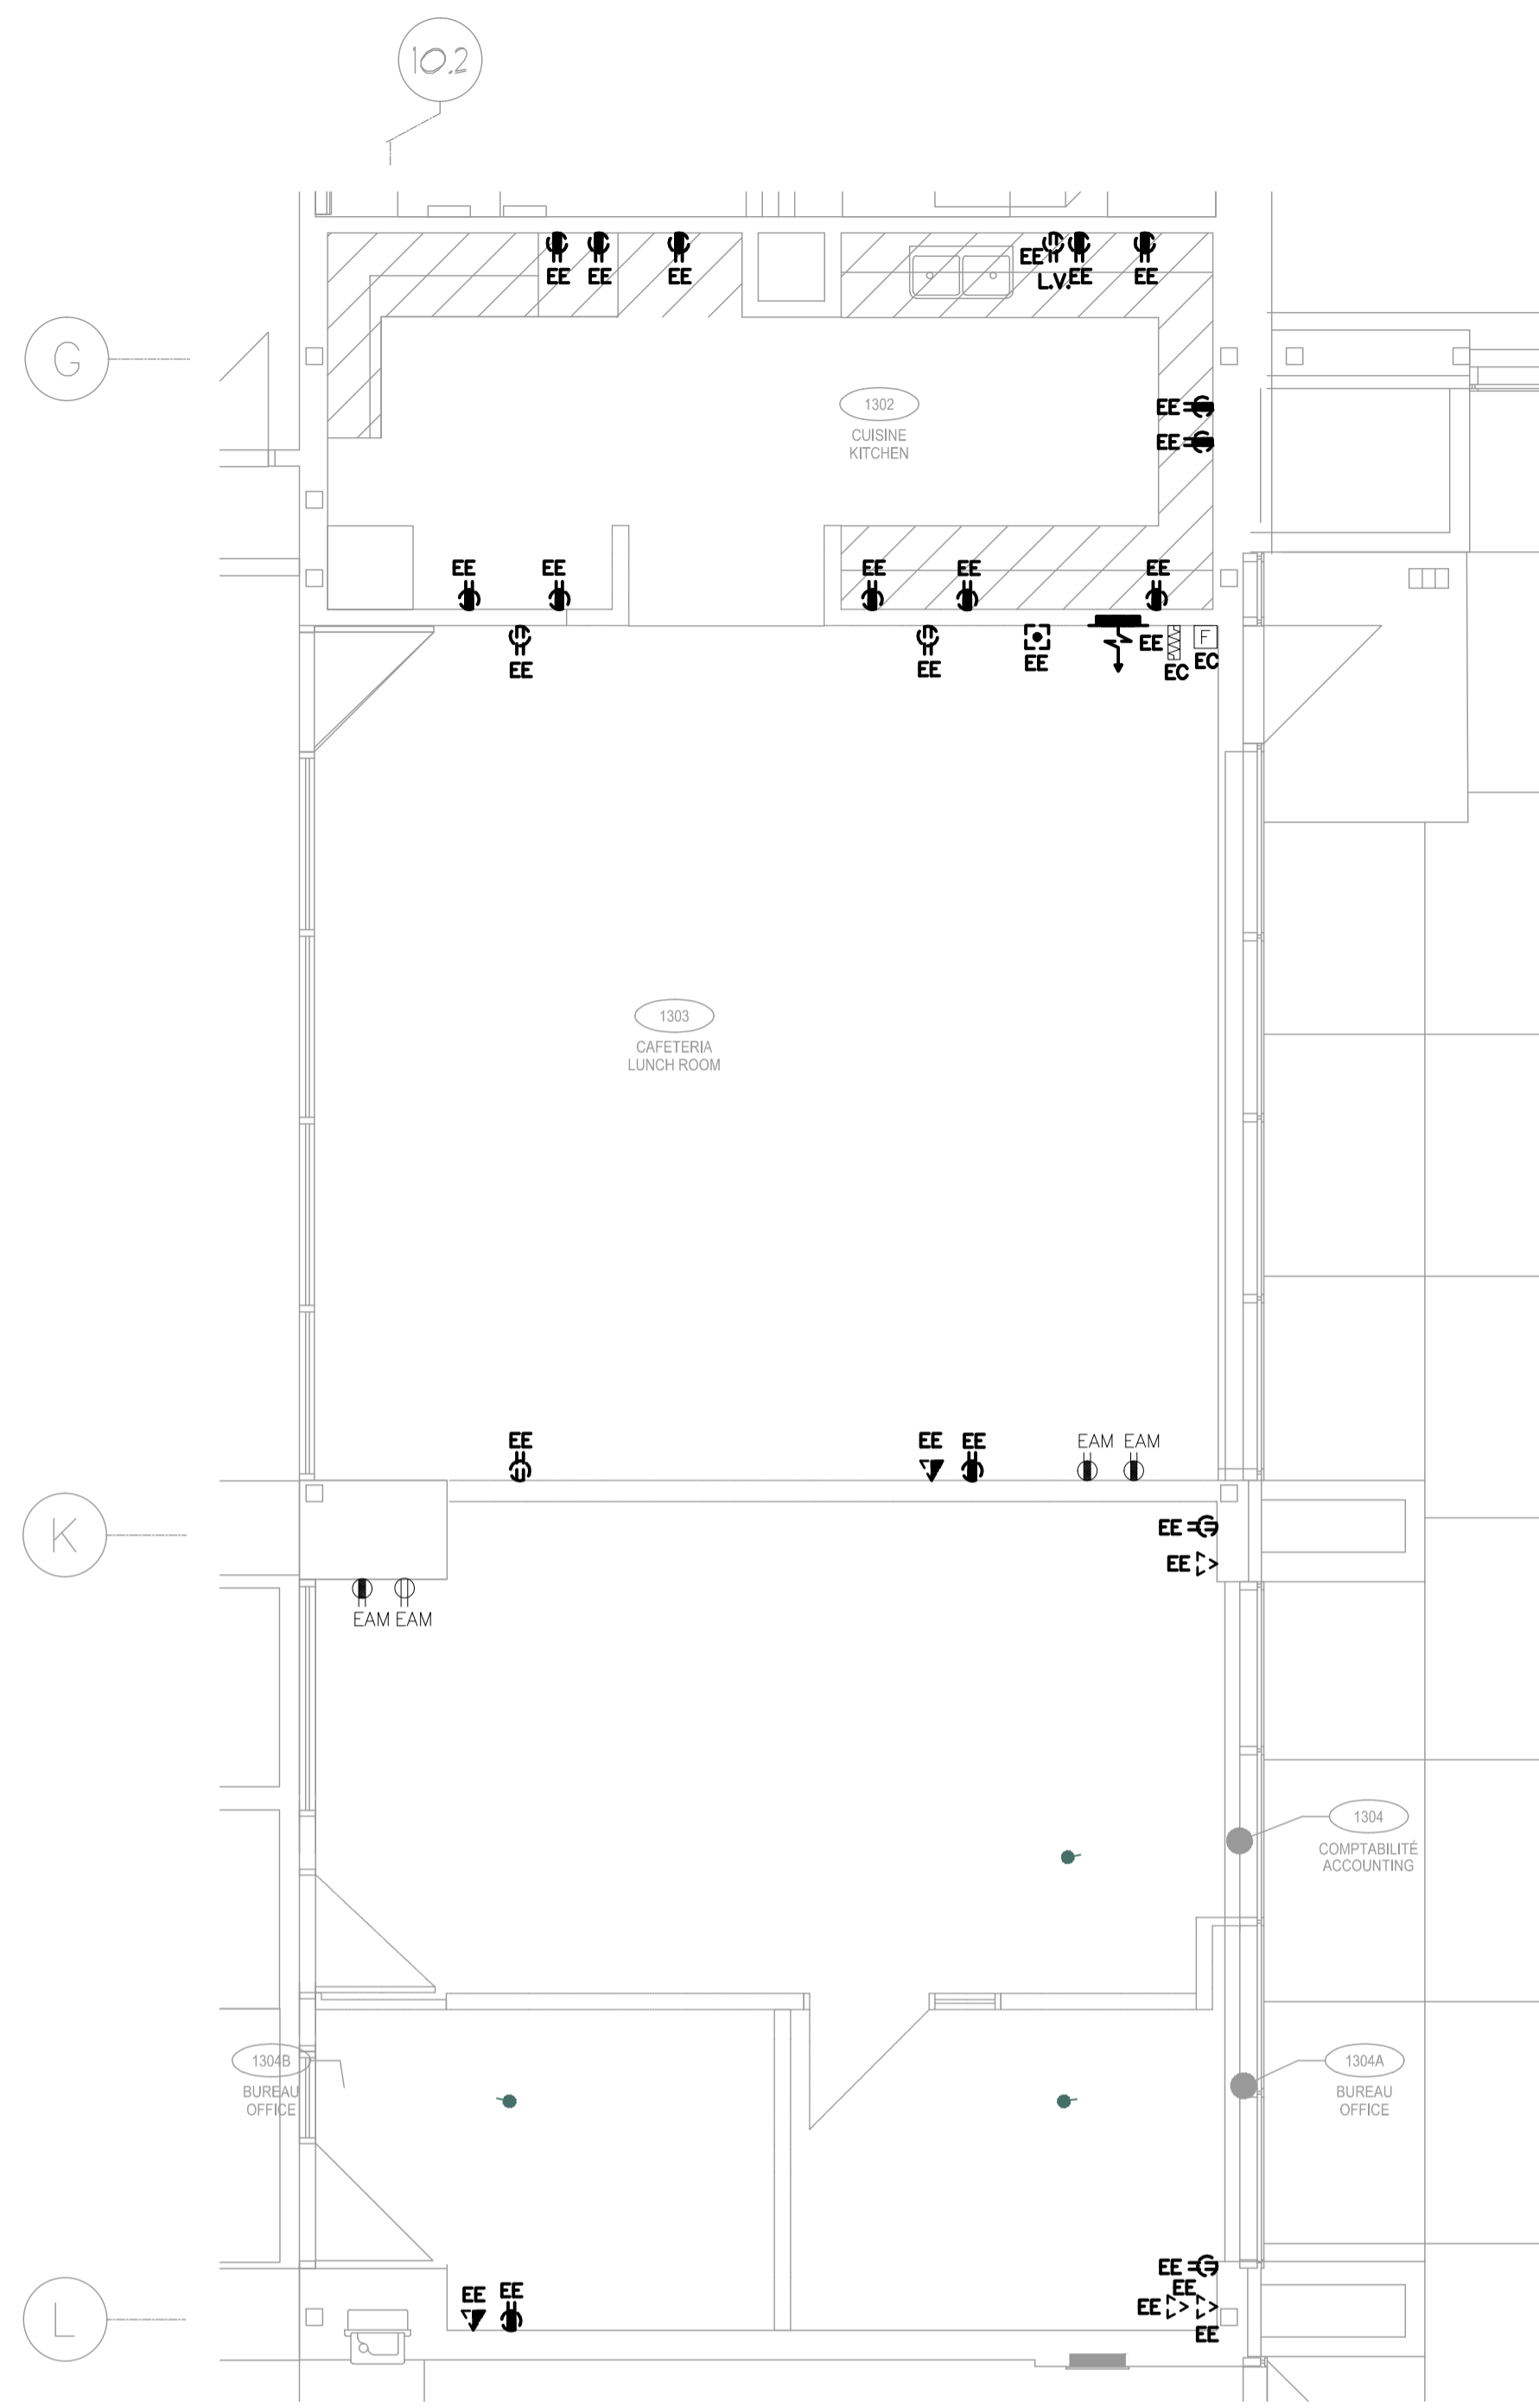 10.2
EE
EE
EE
EE
L.V.
EE
EE
G
1302
CUISINE
KITCHEN
EE
EE
EE
EE
EE
EE
EE
EE
EE
EE
EE
EC
F
EC
1303
CAFETERIA
LUNCH ROOM
EE
EE
EE
EAM
EAM
K
EE
EE
EAM
EAM
1304
COMPTABILITÉ
ACCOUNTING
1304B
BUREAU
OFFICE
1304A
BUREAU
OFFICE
EE
EE
EE
EE
EE
EE
L